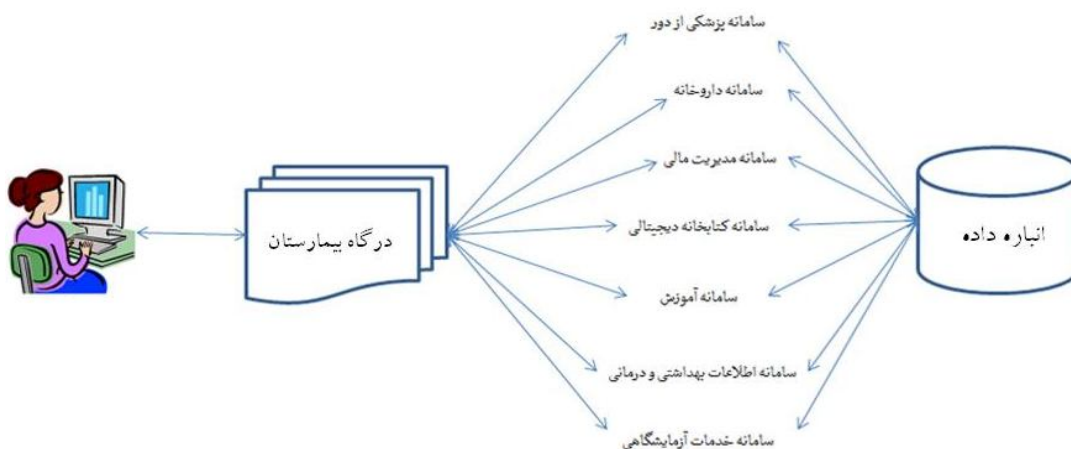 سامانه پزشکی از دور
سامانه داروخانه
سامانه مدیریت مالی
سامانه کتابخانه دیجیتالی
سامانه آموزش
سامانه اطلاعات بهداشتی و درمانی
سامانه خدمات آزمایشگاهی
درگاه بیمارستان
انباره داده